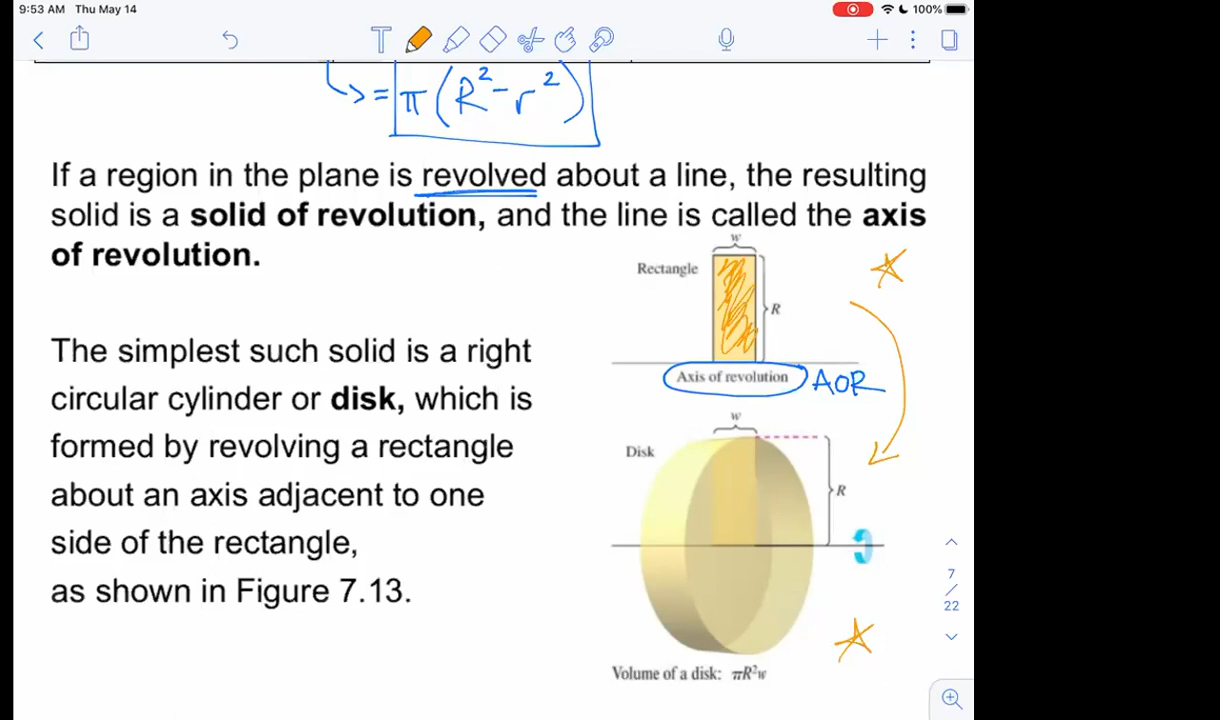 9:53 AM Thu May 14
100%
T
↳ = π(R² - r²)
If a region in the plane is revolved about a line, the resulting
solid is a solid of revolution, and the line is called the axis
of revolution.
w
Rectangle
R
Axis of revolution AOR
The simplest such solid is a right
circular cylinder or disk, which is
formed by revolving a rectangle
about an axis adjacent to one
side of the rectangle,
as shown in Figure 7.13.
w
Disk
R
Volume of a disk: πR²w
7
/
22